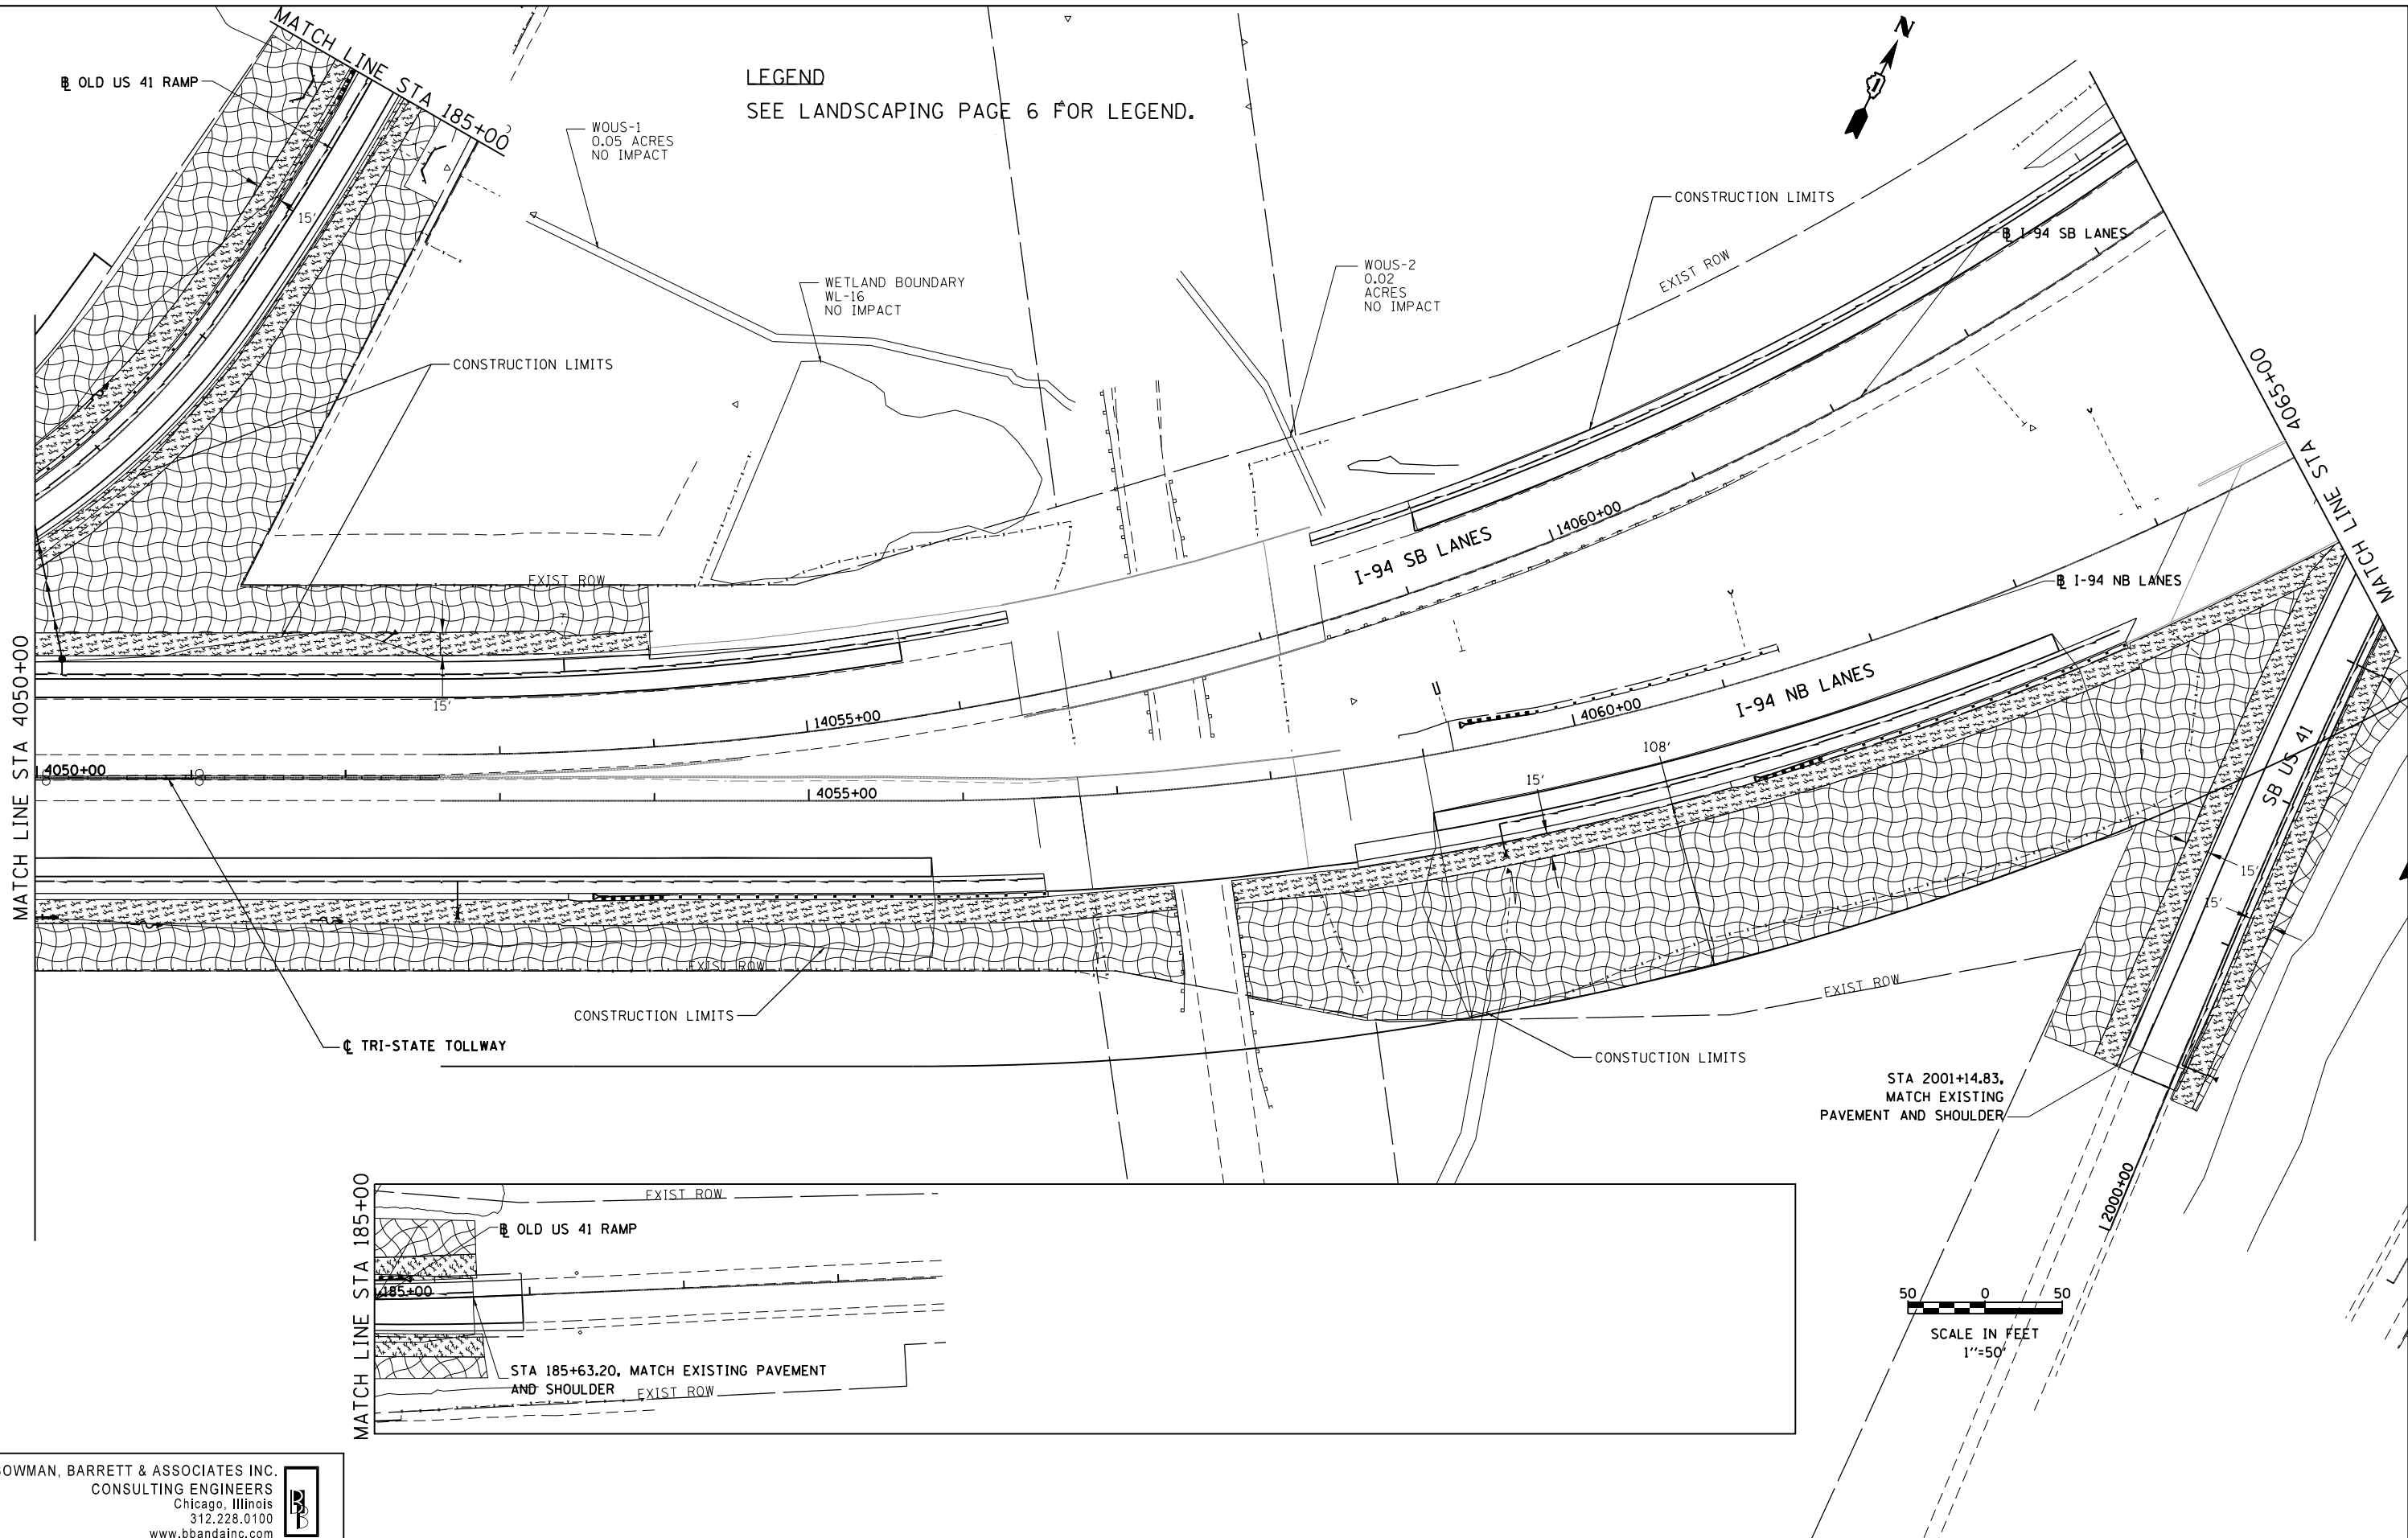 MATCH LINE STA 185+00
℄ OLD US 41 RAMP
15'
LEGEND
SEE LANDSCAPING PAGE 6 FOR LEGEND.
N
WOUS-1
0.05 ACRES
NO IMPACT
WETLAND BOUNDARY
WL-16
NO IMPACT
WOUS-2
0.02
ACRES
NO IMPACT
CONSTRUCTION LIMITS
EXIST ROW
℄ I-94 SB LANES
CONSTRUCTION LIMITS
MATCH LINE STA 4065+00
14060+00
I-94 SB LANES
EXIST ROW
℄ I-94 NB LANES
MATCH LINE STA 4050+00
15'
14055+00
4060+00
I-94 NB LANES
108'
15'
4050+00
4055+00
SB US 41
15'
15'
EXIST ROW
EXIST ROW
CONSTRUCTION LIMITS
℄ TRI-STATE TOLLWAY
CONSTUCTION LIMITS
STA 2001+14.83,
MATCH EXISTING
PAVEMENT AND SHOULDER
2000+00
MATCH LINE STA 185+00
EXIST ROW
℄ OLD US 41 RAMP
185+00
STA 185+63.20, MATCH EXISTING PAVEMENT
AND SHOULDER
EXIST ROW
50 0 50
SCALE IN FEET
1''=50'
BOWMAN, BARRETT & ASSOCIATES INC.
CONSULTING ENGINEERS
Chicago, Illinois
312.228.0100
www.bbandainc.com